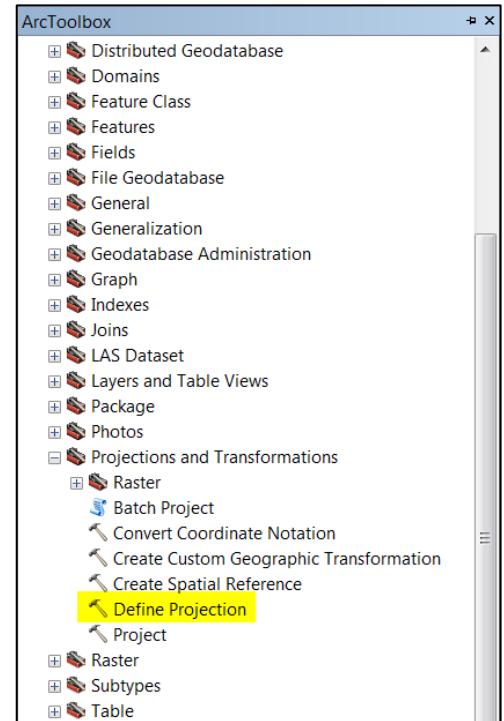 ArcToolbox
Distributed Geodatabase
Domains
Feature Class
Features
Fields
File Geodatabase
General
Generalization
Geodatabase Administration
Graph
Indexes
Joins
LAS Dataset
Layers and Table Views
Package
Photos
Projections and Transformations
Raster
Batch Project
Convert Coordinate Notation
Create Custom Geographic Transformation
Create Spatial Reference
Define Projection
Project
Raster
Subtypes
Table